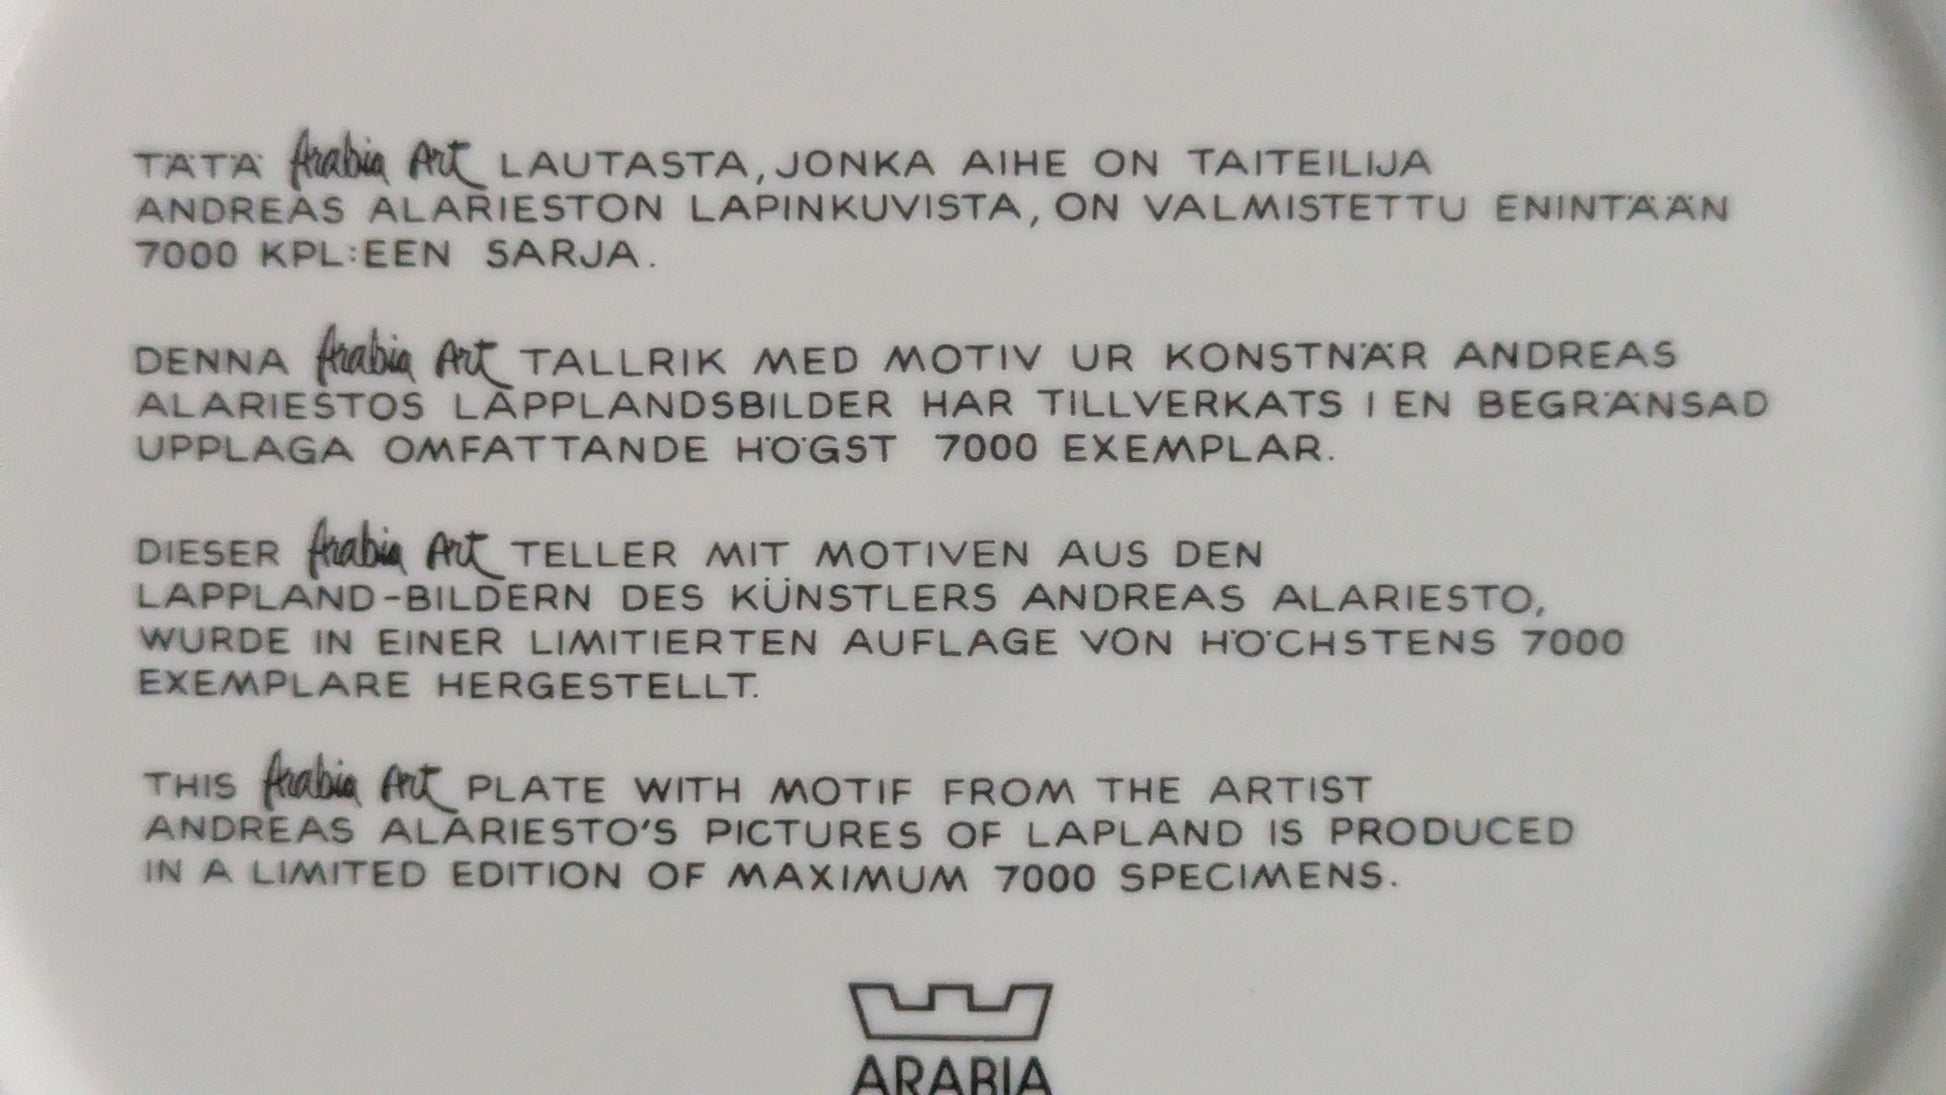 TÄTÄ Arabia Art LAUTASTA, JONKA AIHE ON TAITEILIJA
ANDREAS ALARIESTON LAPINKUVISTA, ON VALMISTETTU ENINTÄÄN
7000 KPL:EEN SARJA.
DENNA Arabia Art TALLRIK MED MOTIV UR KONSTNÄR ANDREAS
ALARIESTOS LAPPLANDSBILDER HAR TILLVERKATS I EN BEGRÄNSAD
UPPLAGA OMFATTANDE HÖGST 7000 EXEMPLAR.
DIESER Arabia Art TELLER MIT MOTIVEN AUS DEN
LAPPLAND-BILDERN DES KÜNSTLERS ANDREAS ALARIESTO,
WURDE IN EINER LIMITIERTEN AUFLAGE VON HÖCHSTENS 7000
EXEMPLARE HERGESTELLT.
THIS Arabia Art PLATE WITH MOTIF FROM THE ARTIST
ANDREAS ALARIESTO'S PICTURES OF LAPLAND IS PRODUCED
IN A LIMITED EDITION OF MAXIMUM 7000 SPECIMENS.
ARABIA